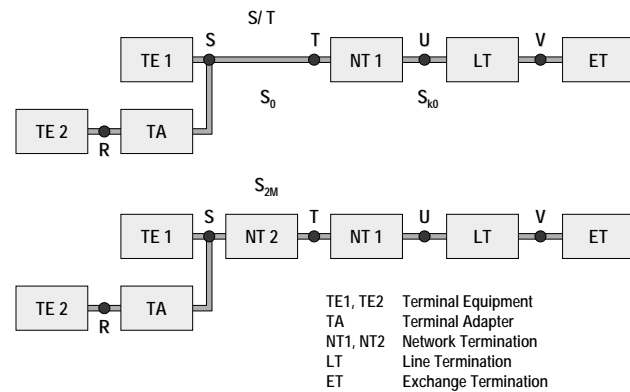 S/ T
S T U V
TE 1 NT 1 LT ET
S0 Sk0
TE 2 TA
R
S2M
S T U V
TE 1 NT 2 NT 1 LT ET
TE 2 TA
R
TE1, TE2 Terminal Equipment
TA Terminal Adapter
NT1, NT2 Network Termination
LT Line Termination
ET Exchange Termination